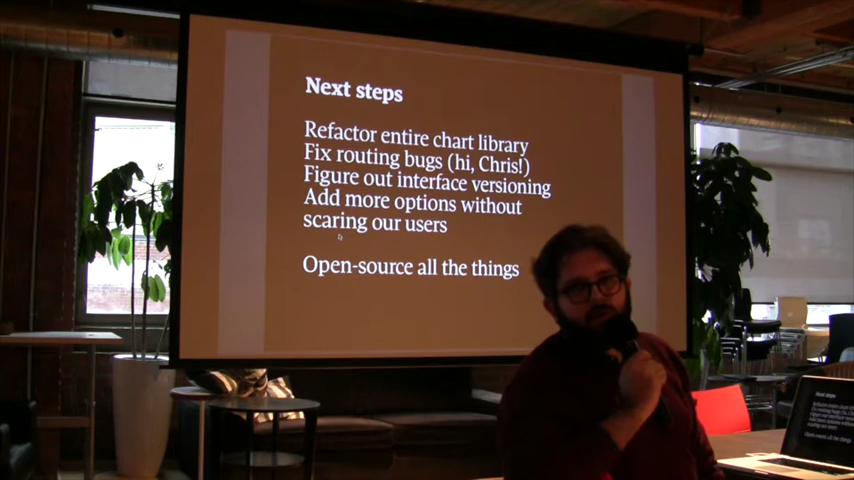 Next steps
Refactor entire chart library
Fix routing bugs (hi, Chris!)
Figure out interface versioning
Add more options without
scaring our users
Open-source all the things